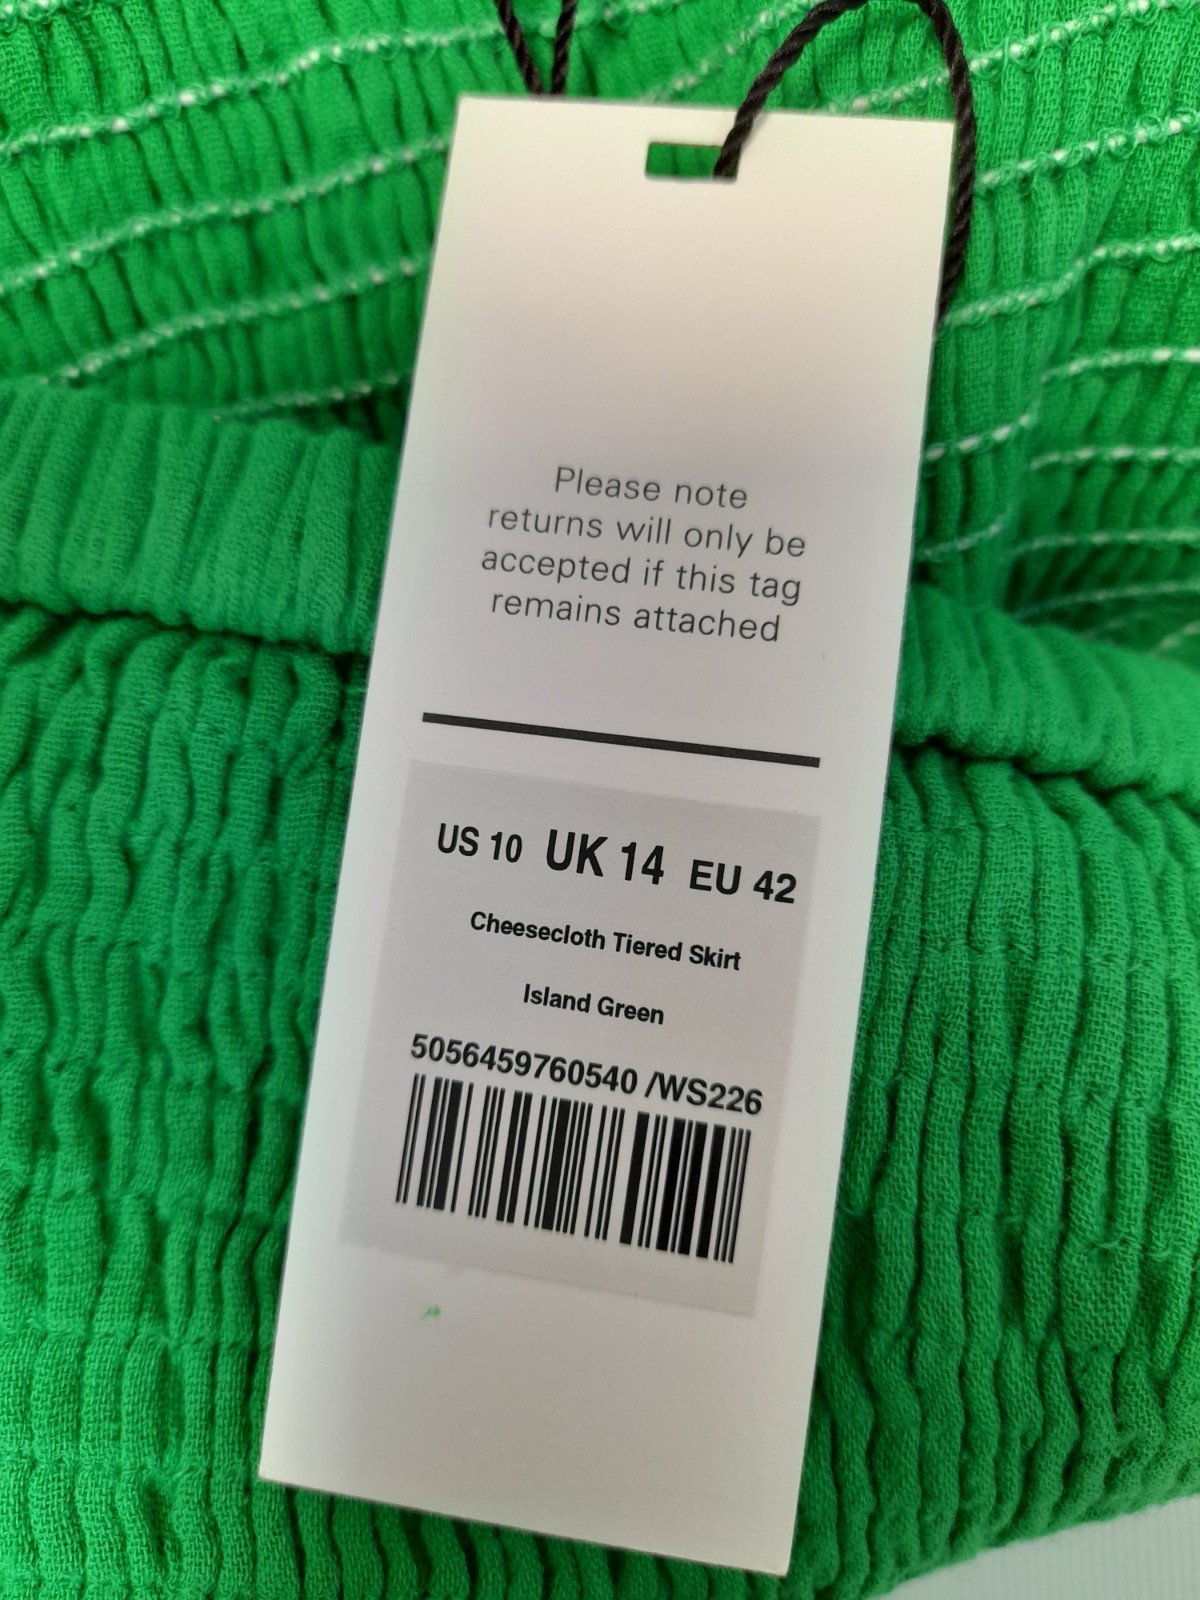 Please note
returns will only be
accepted if this tag
remains attached
US 10 UK 14 EU 42
Cheesecloth Tiered Skirt
Island Green
5056459760540 /WS226